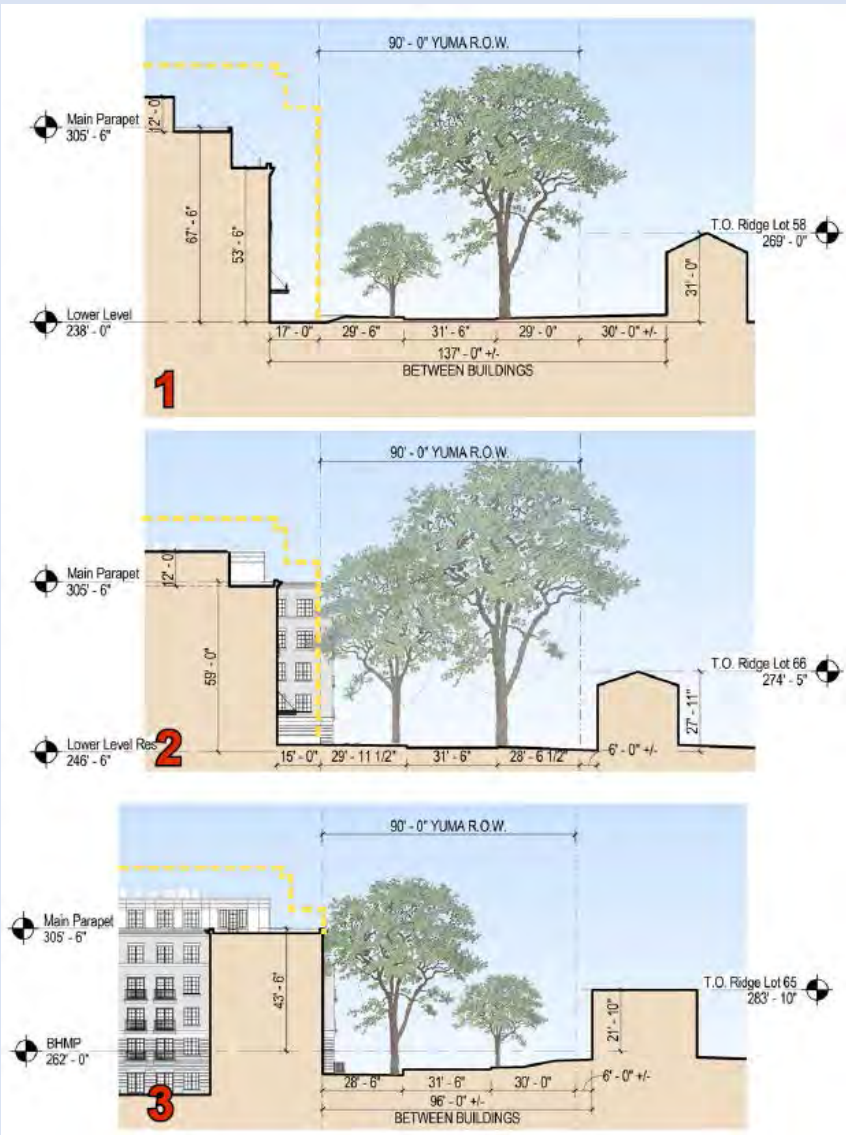 90' - 0" YUMA R.O.W.
Main Parapet
305' - 6"
12' - 0
67' - 6"
53' - 6"
T.O. Ridge Lot 58
269' - 0"
31' - 0"
Lower Level
238' - 0"
17' - 0"
29' - 6"
31' - 6"
29' - 0"
30' - 0" +/-
137' - 0" +/-
BETWEEN BUILDINGS
1
90' - 0" YUMA R.O.W.
Main Parapet
305' - 6"
12' - 0
59' - 0"
T.O. Ridge Lot 66
274' - 5"
27' - 11"
Lower Level Res
246' - 6"
2
15' - 0"
29' - 11 1/2"
31' - 6"
28' - 6 1/2"
6' - 0" +/-
90' - 0" YUMA R.O.W.
Main Parapet
305' - 6"
43' - 6"
T.O. Ridge Lot 65
283' - 10"
21' - 10"
BHMP
262' - 0"
28' - 6"
31' - 6"
30' - 0"
6' - 0" +/-
96' - 0" +/-
BETWEEN BUILDINGS
3